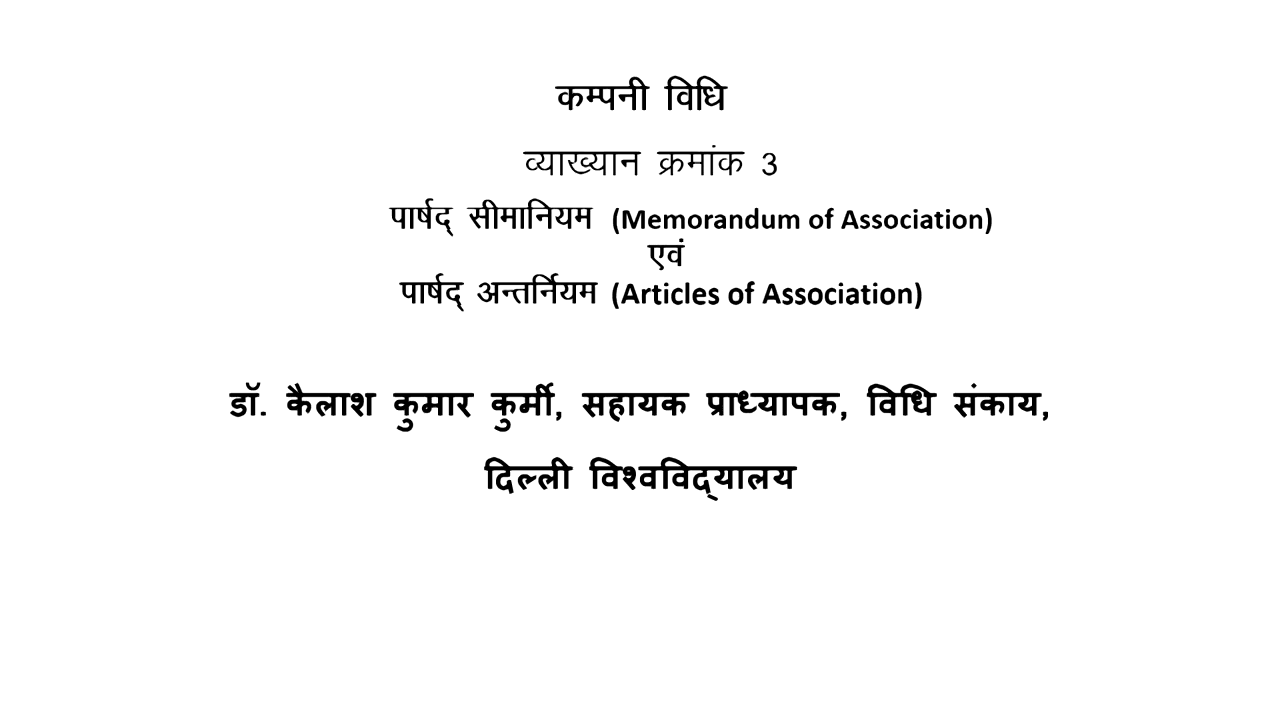 कम्पनी विधि
व्याख्यान क्रमांक 3
पार्षद् सीमानियम (Memorandum of Association)
एवं
पार्षद् अन्तर्नियम (Articles of Association)
डॉ. कैलाश कुमार कुर्मी, सहायक प्राध्यापक, विधि संकाय,
दिल्ली विश्वविद्यालय